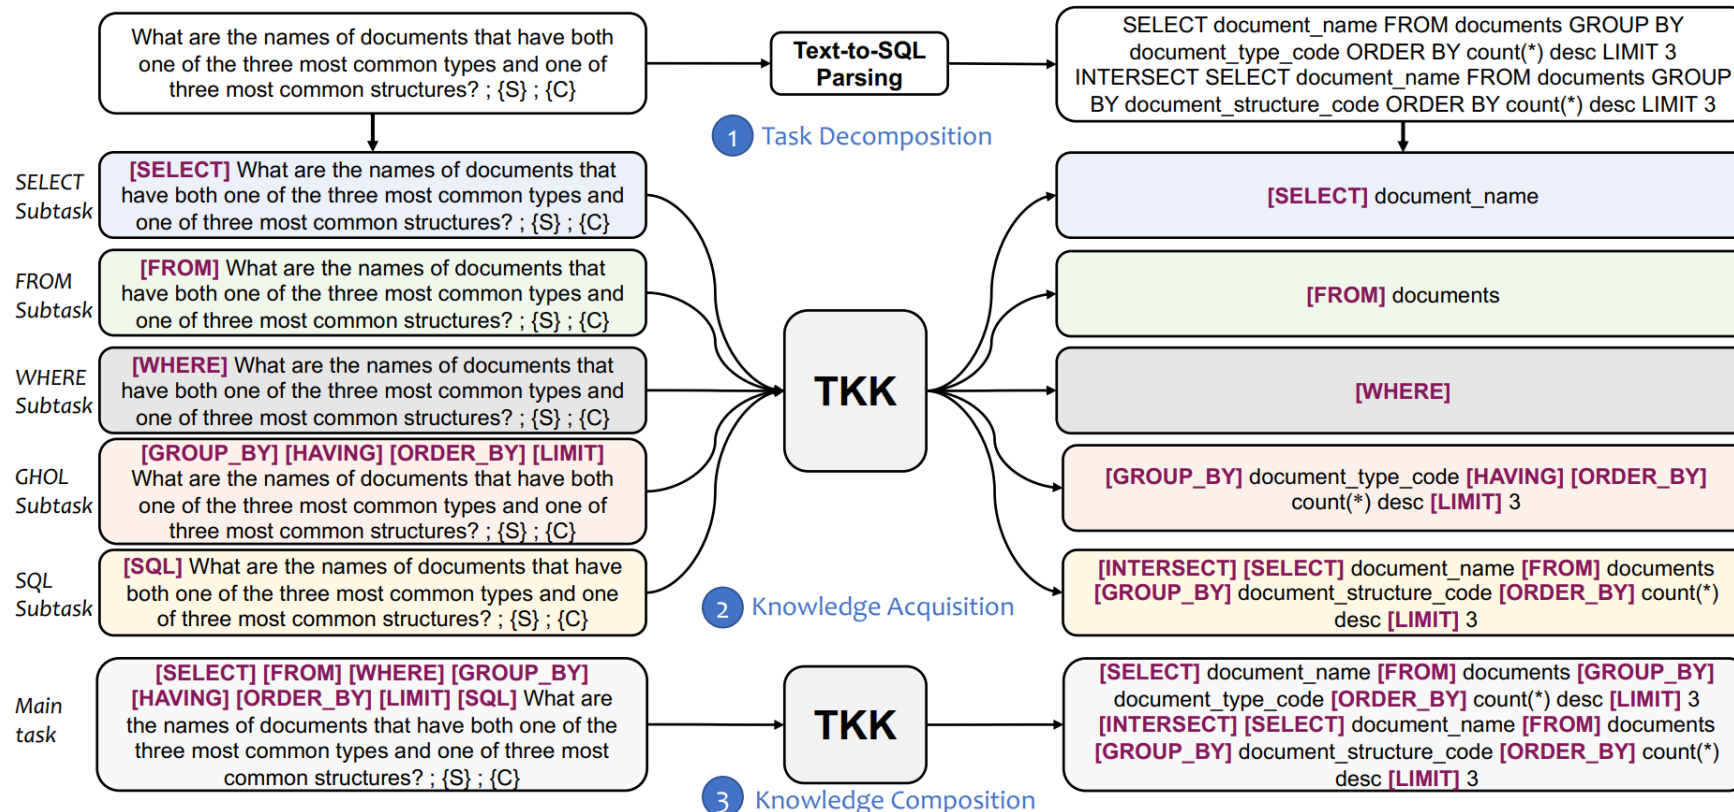 What are the names of documents that have both
one of the three most common types and one of
three most common structures? ; {S} ; {C}
Text-to-SQL
Parsing
SELECT document_name FROM documents GROUP BY
document_type_code ORDER BY count(*) desc LIMIT 3
INTERSECT SELECT document_name FROM documents GROUP
BY document_structure_code ORDER BY count(*) desc LIMIT 3
1 Task Decomposition
SELECT
Subtask
[SELECT] What are the names of documents that
have both one of the three most common types and
one of three most common structures? ; {S} ; {C}
[SELECT] document_name
FROM
Subtask
[FROM] What are the names of documents that
have both one of the three most common types and
one of three most common structures? ; {S} ; {C}
[FROM] documents
WHERE
Subtask
[WHERE] What are the names of documents that
have both one of the three most common types and
one of three most common structures? ; {S} ; {C}
TKK
[WHERE]
GHOL
Subtask
[GROUP_BY] [HAVING] [ORDER_BY] [LIMIT]
What are the names of documents that have both
one of the three most common types and one of
three most common structures? ; {S} ; {C}
[GROUP_BY] document_type_code [HAVING] [ORDER_BY]
count(*) desc [LIMIT] 3
SQL
Subtask
[SQL] What are the names of documents that have
both one of the three most common types and one
of three most common structures? ; {S} ; {C}
2 Knowledge Acquisition
[INTERSECT] [SELECT] document_name [FROM] documents
[GROUP_BY] document_structure_code [ORDER_BY] count(*)
desc [LIMIT] 3
Main
task
[SELECT] [FROM] [WHERE] [GROUP_BY]
[HAVING] [ORDER_BY] [LIMIT] [SQL] What are
the names of documents that have both one of the
three most common types and one of three most
common structures? ; {S} ; {C}
TKK
[SELECT] document_name [FROM] documents [GROUP_BY]
document_type_code [ORDER_BY] count(*) desc [LIMIT] 3
[INTERSECT] [SELECT] document_name [FROM] documents
[GROUP_BY] document_structure_code [ORDER_BY] count(*)
desc [LIMIT] 3
3 Knowledge Composition